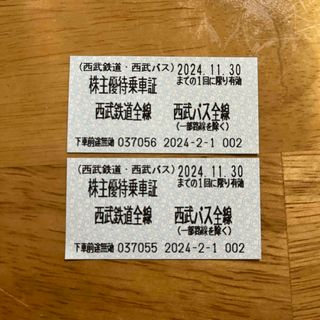 (西武鉄道・西武バス) 2024.11.30
株主優待乗車証 までの1回に限り有効
西武鉄道全線 西武バス全線
(一部路線を除く)
下車前途無効 037056 2024-2-1 002
(西武鉄道・西武バス) 2024.11.30
株主優待乗車証 までの1回に限り有効
西武鉄道全線 西武バス全線
(一部路線を除く)
下車前途無効 037055 2024-2-1 002